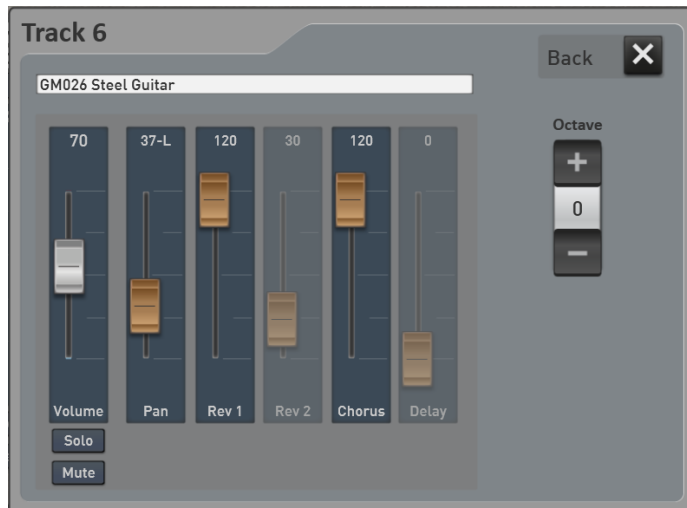 Track 6
Back
GM026 Steel Guitar
Octave
70 37-L 120 30 120 0
+
0
−
Volume Pan Rev 1 Rev 2 Chorus Delay
Solo
Mute